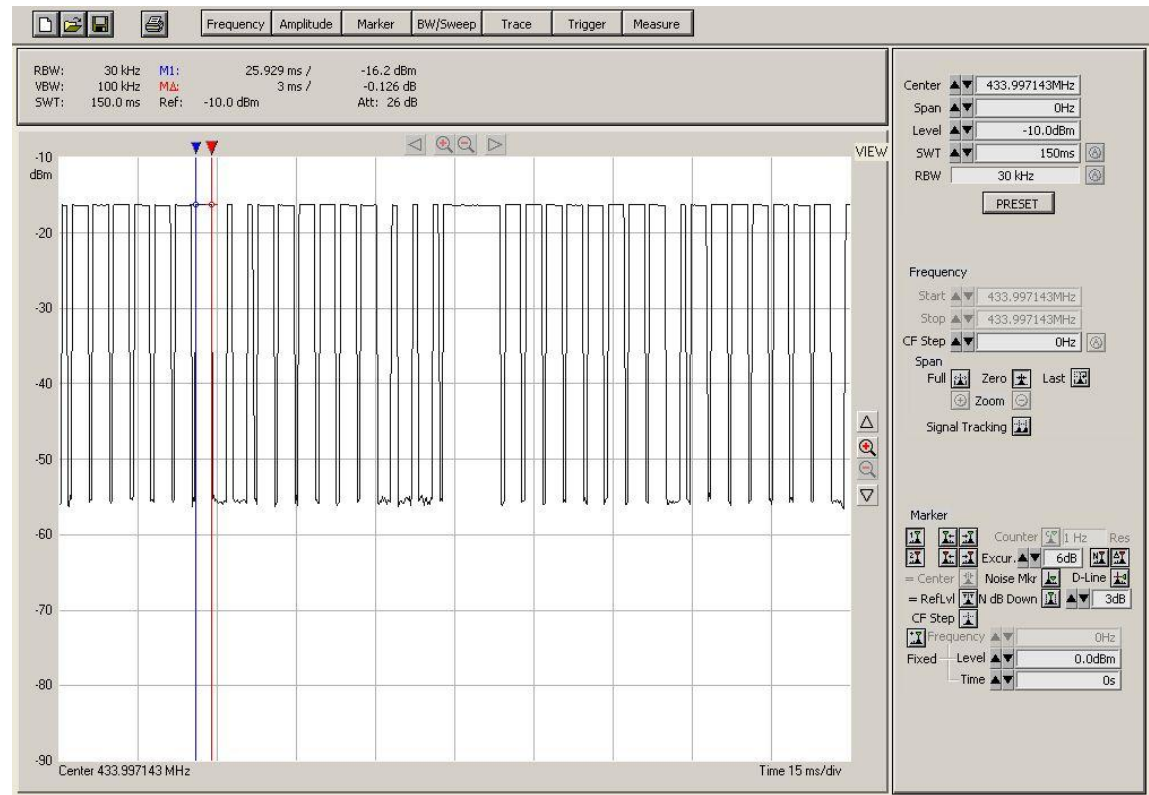 Frequency Amplitude Marker BW/Sweep Trace Trigger Measure
RBW: 30 kHz M1: 25.929 ms / -16.2 dBm
VBW: 100 kHz MΔ: 3 ms / -0.126 dB
SWT: 150.0 ms Ref: -10.0 dBm Att: 26 dB
VIEW
-10
dBm
-20
-30
-40
-50
-60
-70
-80
-90
Center 433.997143 MHz Time 15 ms/div
Center 433.997143MHz
Span 0Hz
Level -10.0dBm
SWT 150ms
RBW 30 kHz
PRESET
Frequency
Start 433.997143MHz
Stop 433.997143MHz
CF Step 0Hz
Span
Full Zero Last
Zoom
Signal Tracking
Marker
Counter 1 Hz Res
Excur. 6dB
= Center Noise Mkr D-Line
= RefLvl N dB Down 3dB
CF Step
Frequency 0Hz
Fixed Level 0.0dBm
Time 0s